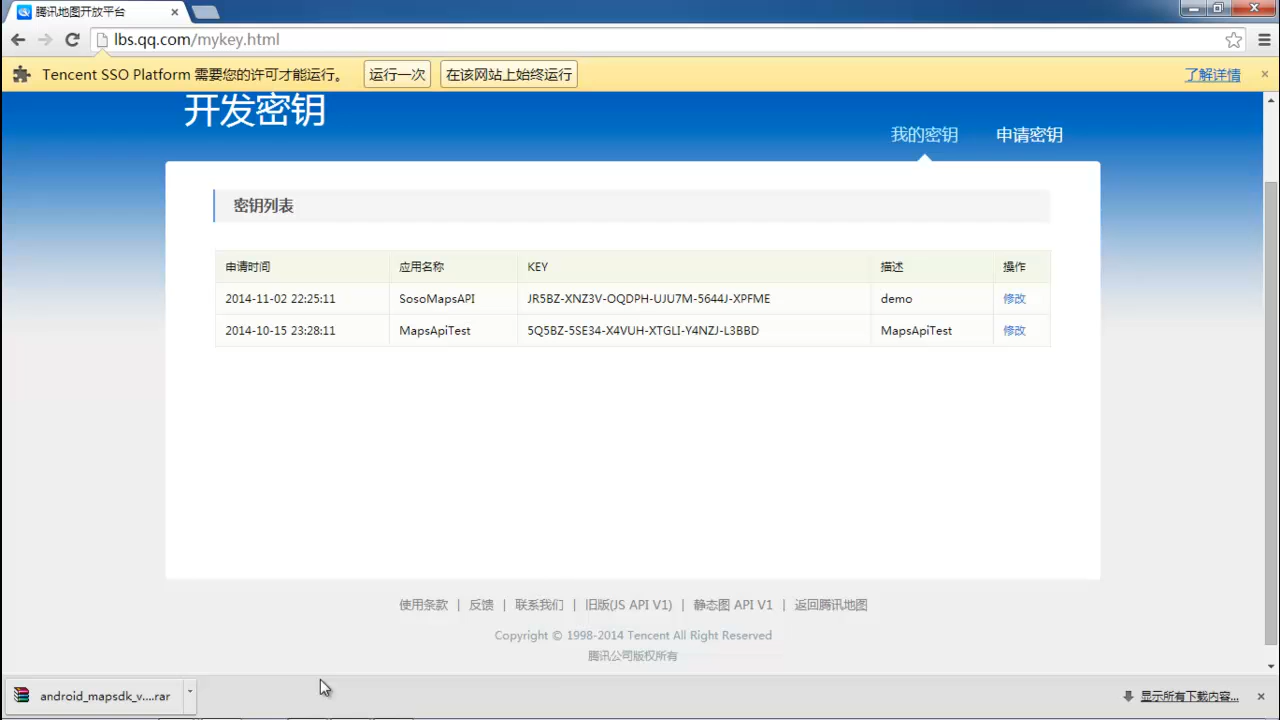 腾讯地图开放平台
lbs.qq.com/mykey.html
Tencent SSO Platform 需要您的许可才能运行。 运行一次 在该网站上始终运行 了解详情
开发密钥
我的密钥 申请密钥
密钥列表
申请时间 应用名称 KEY 描述 操作
2014-11-02 22:25:11 SosoMapsAPI JR5BZ-XNZ3V-OQDPH-UJU7M-5644J-XPFME demo 修改
2014-10-15 23:28:11 MapsApiTest 5Q5BZ-5SE34-X4VUH-XTGLI-Y4NZJ-L3BBD MapsApiTest 修改
使用条款 | 反馈 | 联系我们 | 旧版(JS API V1) | 静态图 API V1 | 返回腾讯地图
Copyright © 1998-2014 Tencent All Right Reserved
腾讯公司版权所有
android_mapsdk_v....rar 显示所有下载内容...